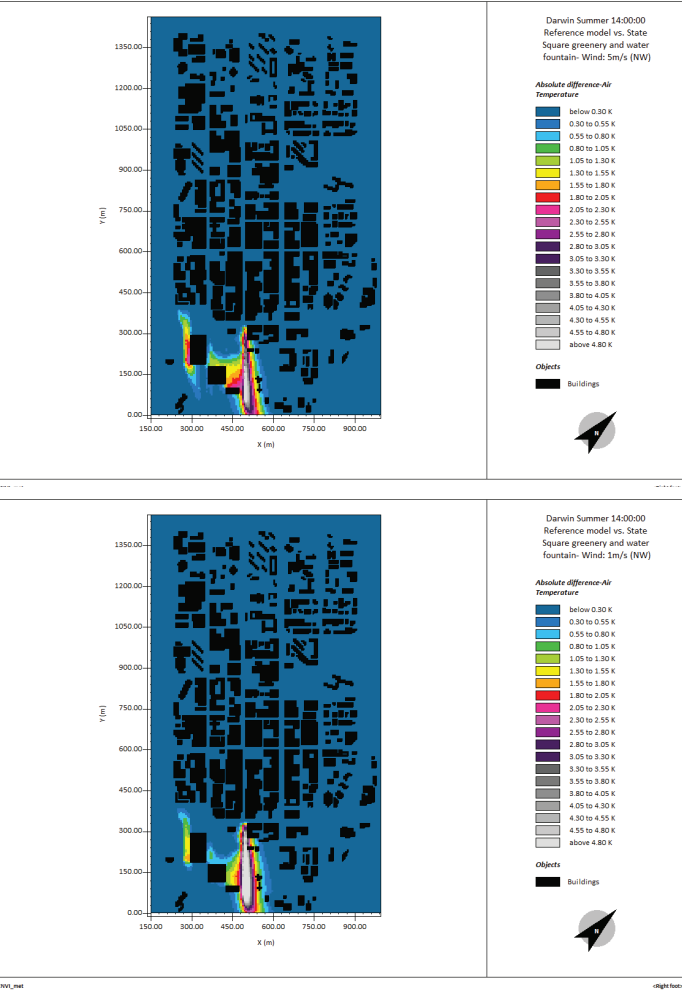 Darwin Summer 14:00:00
Reference model vs. State
Square greenery and water
fountain- Wind: 5m/s (NW)
Absolute difference-Air
Temperature
below 0.30 K
0.30 to 0.55 K
0.55 to 0.80 K
0.80 to 1.05 K
1.05 to 1.30 K
1.30 to 1.55 K
1.55 to 1.80 K
1.80 to 2.05 K
2.05 to 2.30 K
2.30 to 2.55 K
2.55 to 2.80 K
2.80 to 3.05 K
3.05 to 3.30 K
3.30 to 3.55 K
3.55 to 3.80 K
3.80 to 4.05 K
4.05 to 4.30 K
4.30 to 4.55 K
4.55 to 4.80 K
above 4.80 K
Objects
Buildings
N
1350.00
1200.00
1050.00
900.00
750.00
600.00
450.00
300.00
150.00
0.00
Y (m)
150.00 300.00 450.00 600.00 750.00 900.00
X (m)
Darwin Summer 14:00:00
Reference model vs. State
Square greenery and water
fountain- Wind: 1m/s (NW)
Absolute difference-Air
Temperature
below 0.30 K
0.30 to 0.55 K
0.55 to 0.80 K
0.80 to 1.05 K
1.05 to 1.30 K
1.30 to 1.55 K
1.55 to 1.80 K
1.80 to 2.05 K
2.05 to 2.30 K
2.30 to 2.55 K
2.55 to 2.80 K
2.80 to 3.05 K
3.05 to 3.30 K
3.30 to 3.55 K
3.55 to 3.80 K
3.80 to 4.05 K
4.05 to 4.30 K
4.30 to 4.55 K
4.55 to 4.80 K
above 4.80 K
Objects
Buildings
N
1350.00
1200.00
1050.00
900.00
750.00
600.00
450.00
300.00
150.00
0.00
Y (m)
150.00 300.00 450.00 600.00 750.00 900.00
X (m)
NVI_met
<Right foot